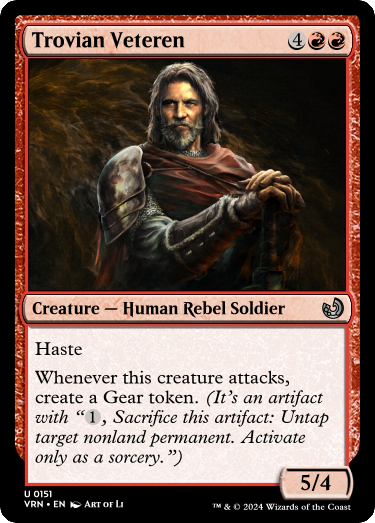 Trovian Veteren 4
Creature — Human Rebel Soldier
Haste
Whenever this creature attacks,
create a Gear token. (It's an artifact
with “1, Sacrifice this artifact: Untap
target nonland permanent. Activate
only as a sorcery.”)
5/4
U 0151
VRN • EN Art of Li
™ & © 2024 Wizards of the Coast